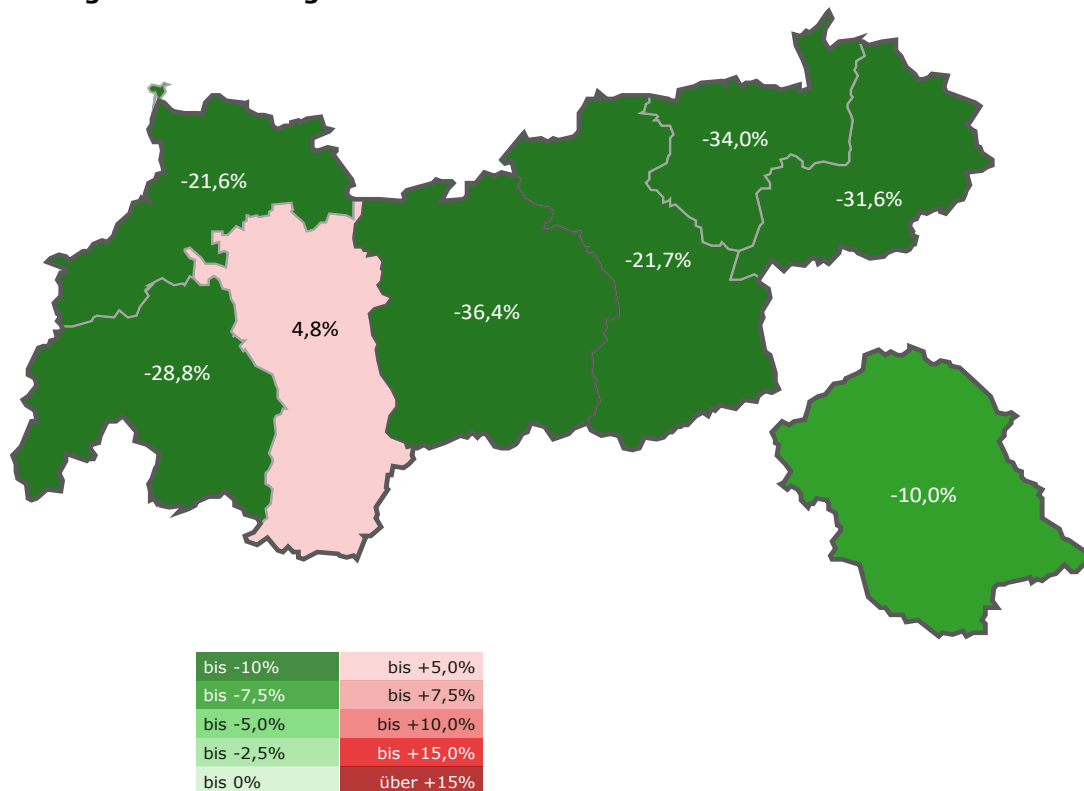 -34,0%
-21,6%
-31,6%
-21,7%
-36,4%
4,8%
-28,8%
-10,0%
bis -10%
bis +5,0%
bis -7,5%
bis +7,5%
bis -5,0%
bis +10,0%
bis -2,5%
bis +15,0%
bis 0%
über +15%